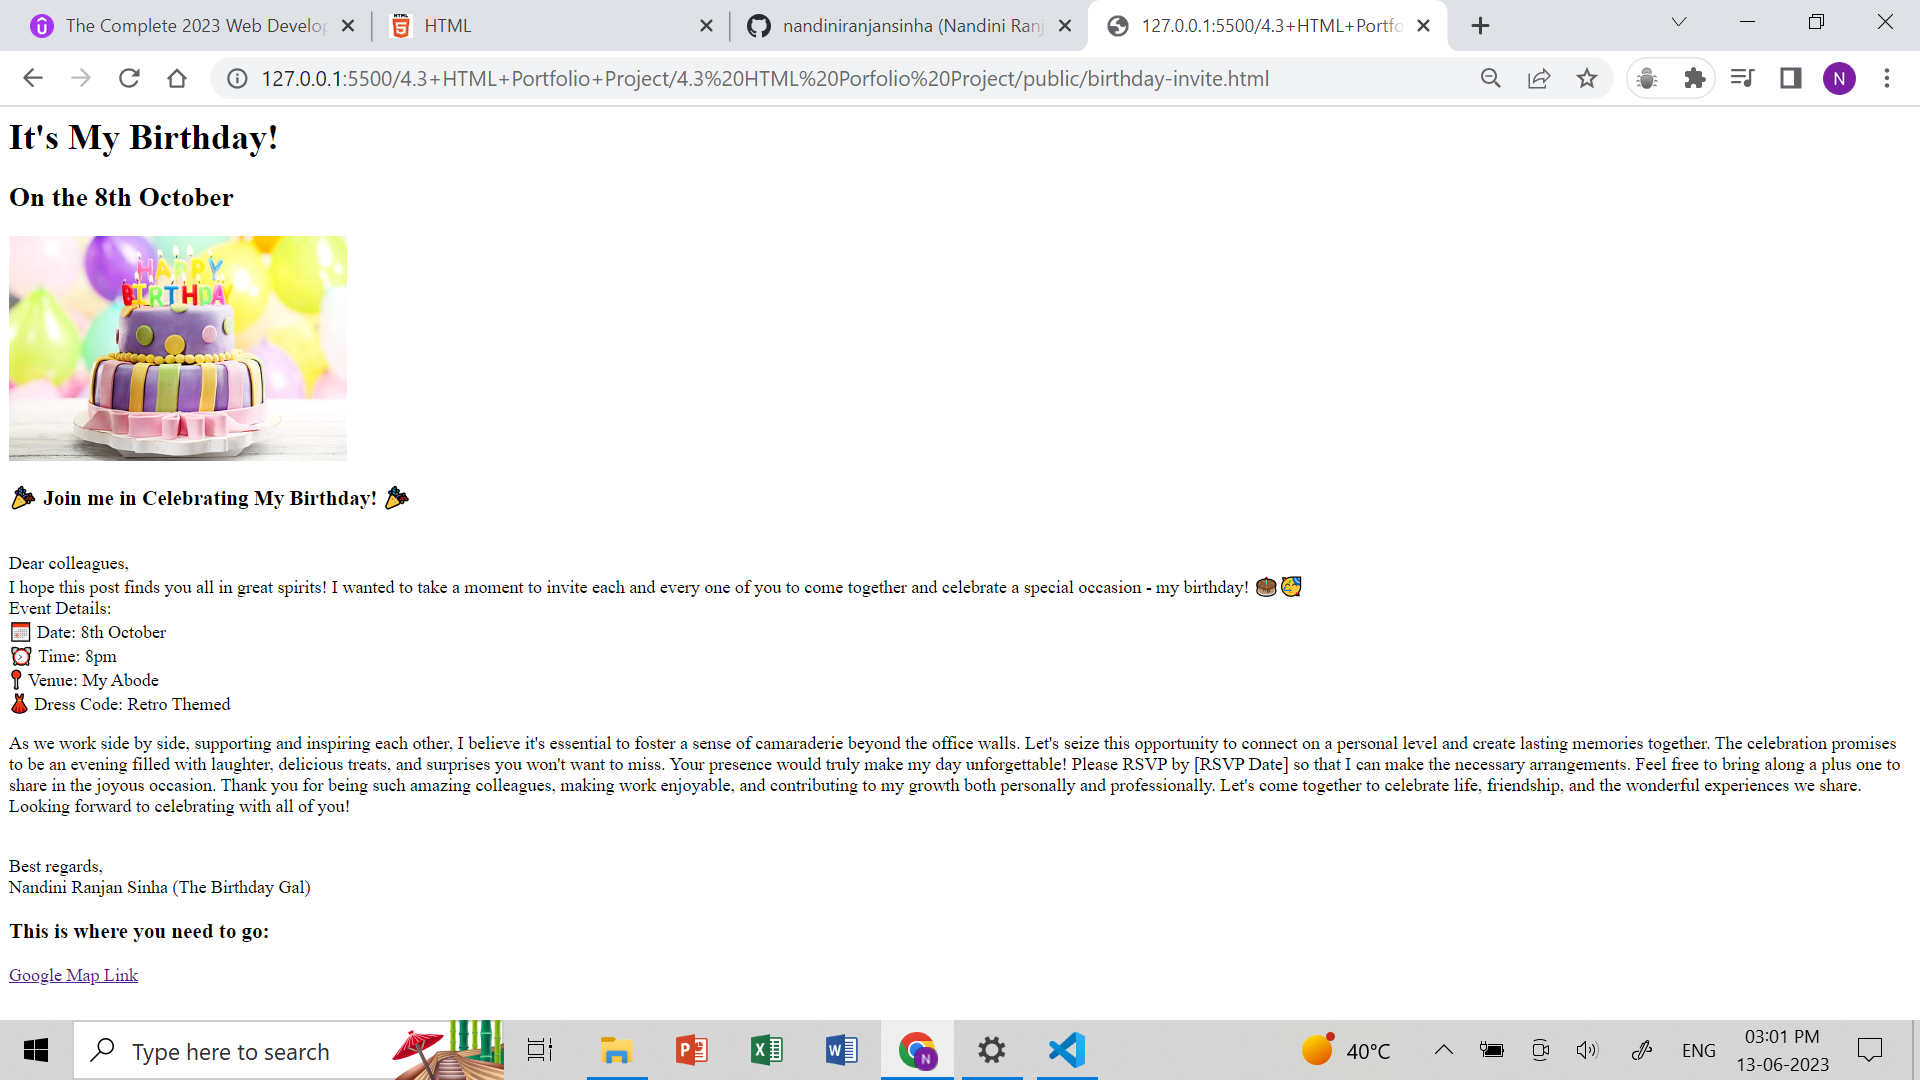 The Complete 2023 Web Develop
HTML
nandiniranjansinha (Nandini Ranj
127.0.0.1:5500/4.3+HTML+Portfo
127.0.0.1:5500/4.3+HTML+Portfolio+Project/4.3%20HTML%20Porfolio%20Project/public/birthday-invite.html
N
It's My Birthday!
On the 8th October
HAPPY
BIRTHDAY
🎉 Join me in Celebrating My Birthday! 🎉
Dear colleagues,
I hope this post finds you all in great spirits! I wanted to take a moment to invite each and every one of you to come together and celebrate a special occasion - my birthday! 🎂🥳
Event Details:
📅 Date: 8th October
⏰ Time: 8pm
📍 Venue: My Abode
👗 Dress Code: Retro Themed
As we work side by side, supporting and inspiring each other, I believe it's essential to foster a sense of camaraderie beyond the office walls. Let's seize this opportunity to connect on a personal level and create lasting memories together. The celebration promises
to be an evening filled with laughter, delicious treats, and surprises you won't want to miss. Your presence would truly make my day unforgettable! Please RSVP by [RSVP Date] so that I can make the necessary arrangements. Feel free to bring along a plus one to
share in the joyous occasion. Thank you for being such amazing colleagues, making work enjoyable, and contributing to my growth both personally and professionally. Let's come together to celebrate life, friendship, and the wonderful experiences we share.
Looking forward to celebrating with all of you!
Best regards,
Nandini Ranjan Sinha (The Birthday Gal)
This is where you need to go:
Google Map Link
Type here to search
40°C
ENG
03:01 PM
13-06-2023